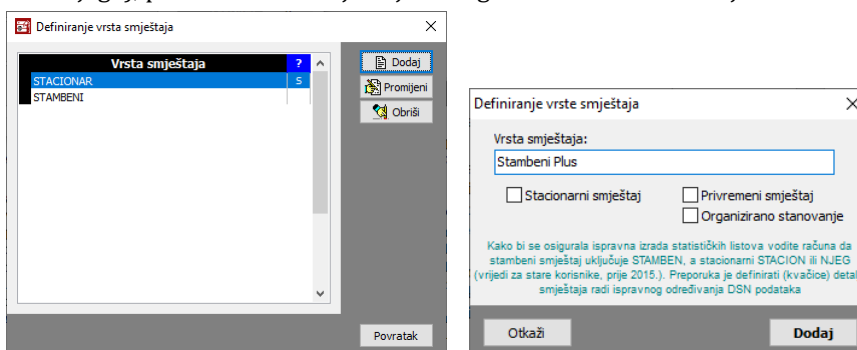 Definiranje vrsta smještaja
Vrsta smještaja ?
STACIONAR S
STAMBENI
Dodaj
Promijeni
Obriši
Povratak
Definiranje vrste smještaja
Vrsta smještaja:
Stambeni Plus
Stacionarni smještaj
Privremeni smještaj
Organizirano stanovanje
Kako bi se osigurala ispravna izrada statističkih listova vodite računa da
stambeni smještaj uključuje STAMBEN, a stacionarni STACION ili NJEG
(vrijedi za stare korisnike, prije 2015.). Preporuka je definirati (kvačice)
smještaja radi ispravnog određivanja DSN podataka
Otkaži
Dodaj